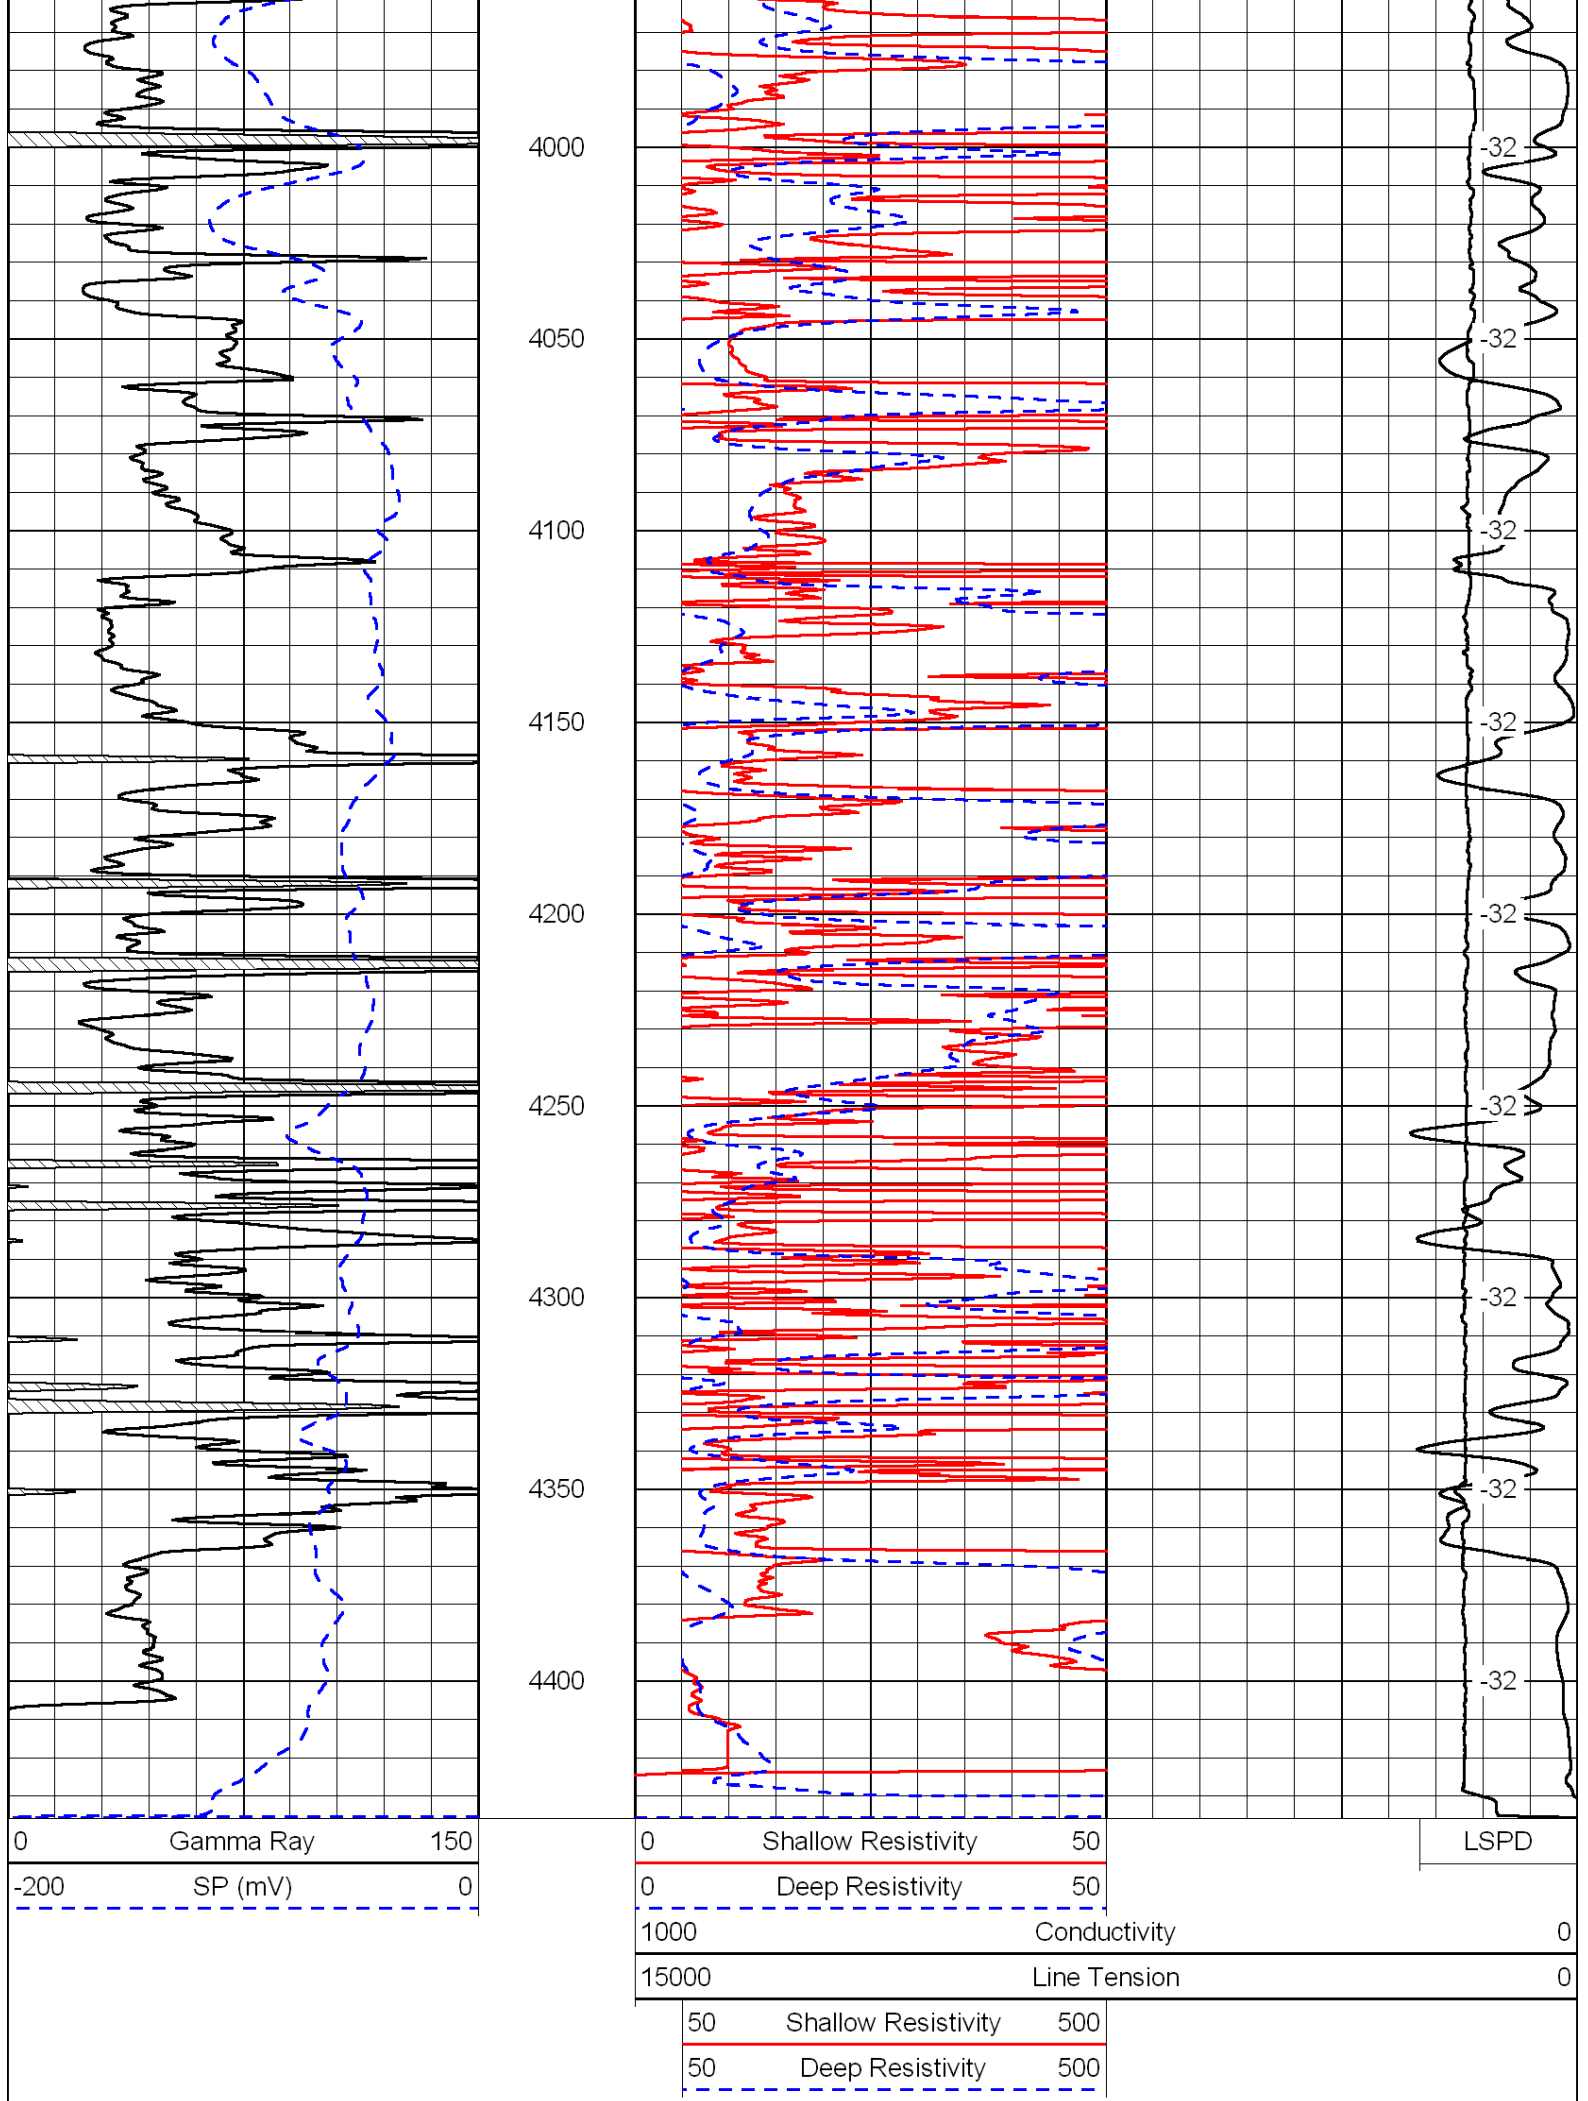 4000 -32
4050 -32
4100 -32
4150 -32
4200 -32
4250 -32
4300 -32
4350 -32
4400 -32
0 Gamma Ray 150
0 Shallow Resistivity 50
LSPD
-200 SP (mV) 0
0 Deep Resistivity 50
1000 Conductivity 0
15000 Line Tension 0
50 Shallow Resistivity 500
50 Deep Resistivity 500